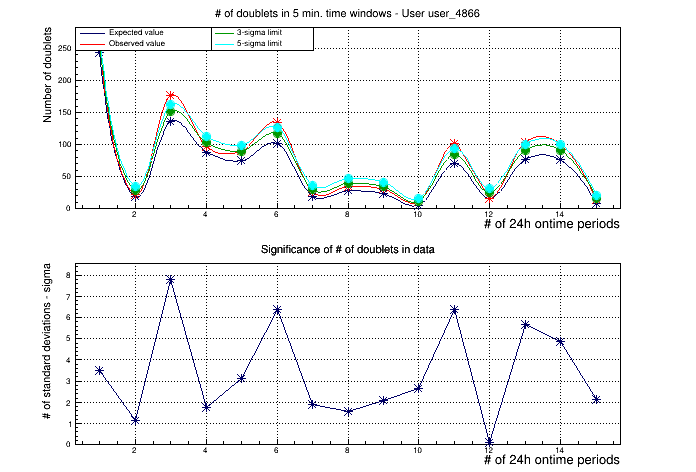 # of doublets in 5 min. time windows - User user_4866
Expected value
3-sigma limit
Observed value
5-sigma limit
Number of doublets
250
200
150
100
50
0
2 4 6 8 10 12 14
# of 24h ontime periods
Significance of # of doublets in data
# of standard deviations - sigma
8
7
6
5
4
3
2
1
0
2 4 6 8 10 12 14
# of 24h ontime periods